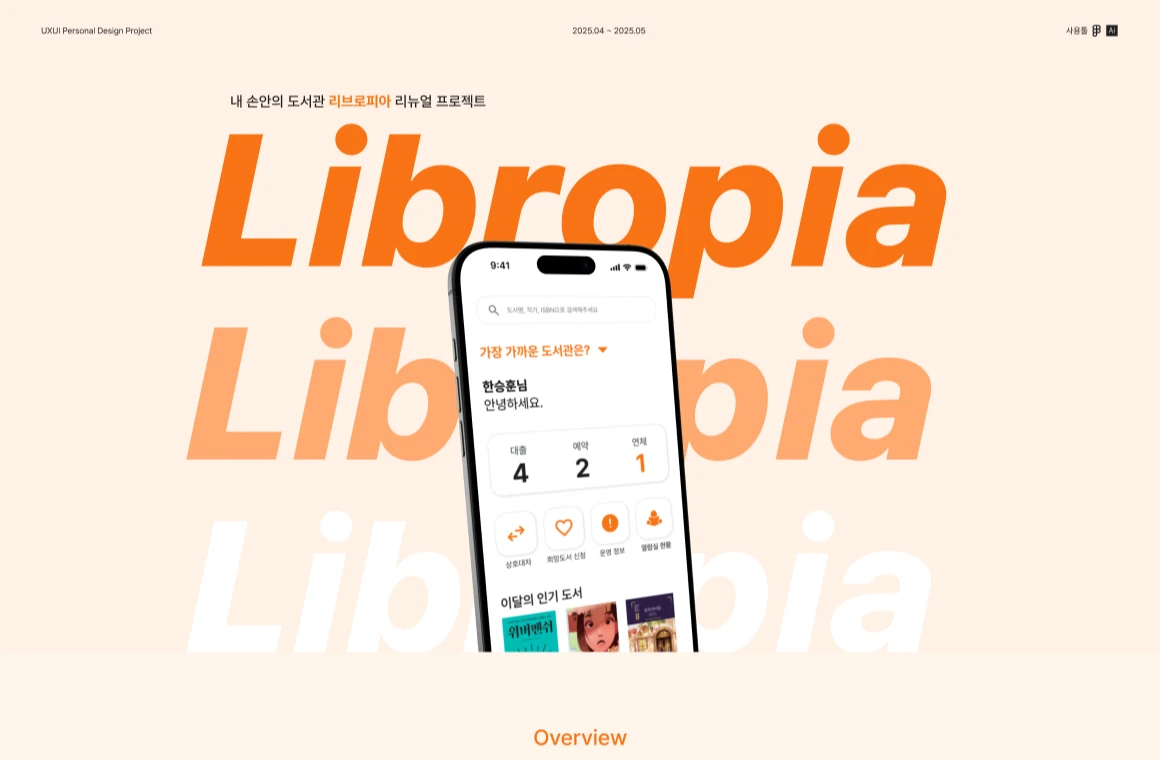 UXUI Personal Design Project
2025.04 ~ 2025.05
사용툴
AI
내 손안의 도서관 리브로피아 리뉴얼 프로젝트
Libropia
9:41
도서명, 작가, ISBN으로 검색해주세요
가장 가까운 도서관은?
한승훈님
안녕하세요.
대출 예약 연체
4 2 1
상호대차 희망도서 신청 운영 정보 열람실 현황
이달의 인기 도서
위버멘쉬
Libropia
Libropia
Overview